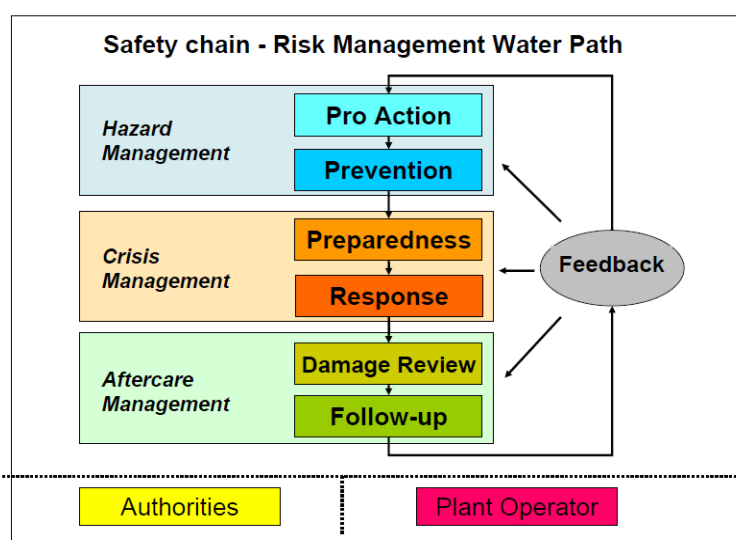 Safety chain - Risk Management Water Path
Hazard
Management
Pro Action
Prevention
Crisis
Management
Preparedness
Response
Feedback
Aftercare
Management
Damage Review
Follow-up
Authorities
Plant Operator